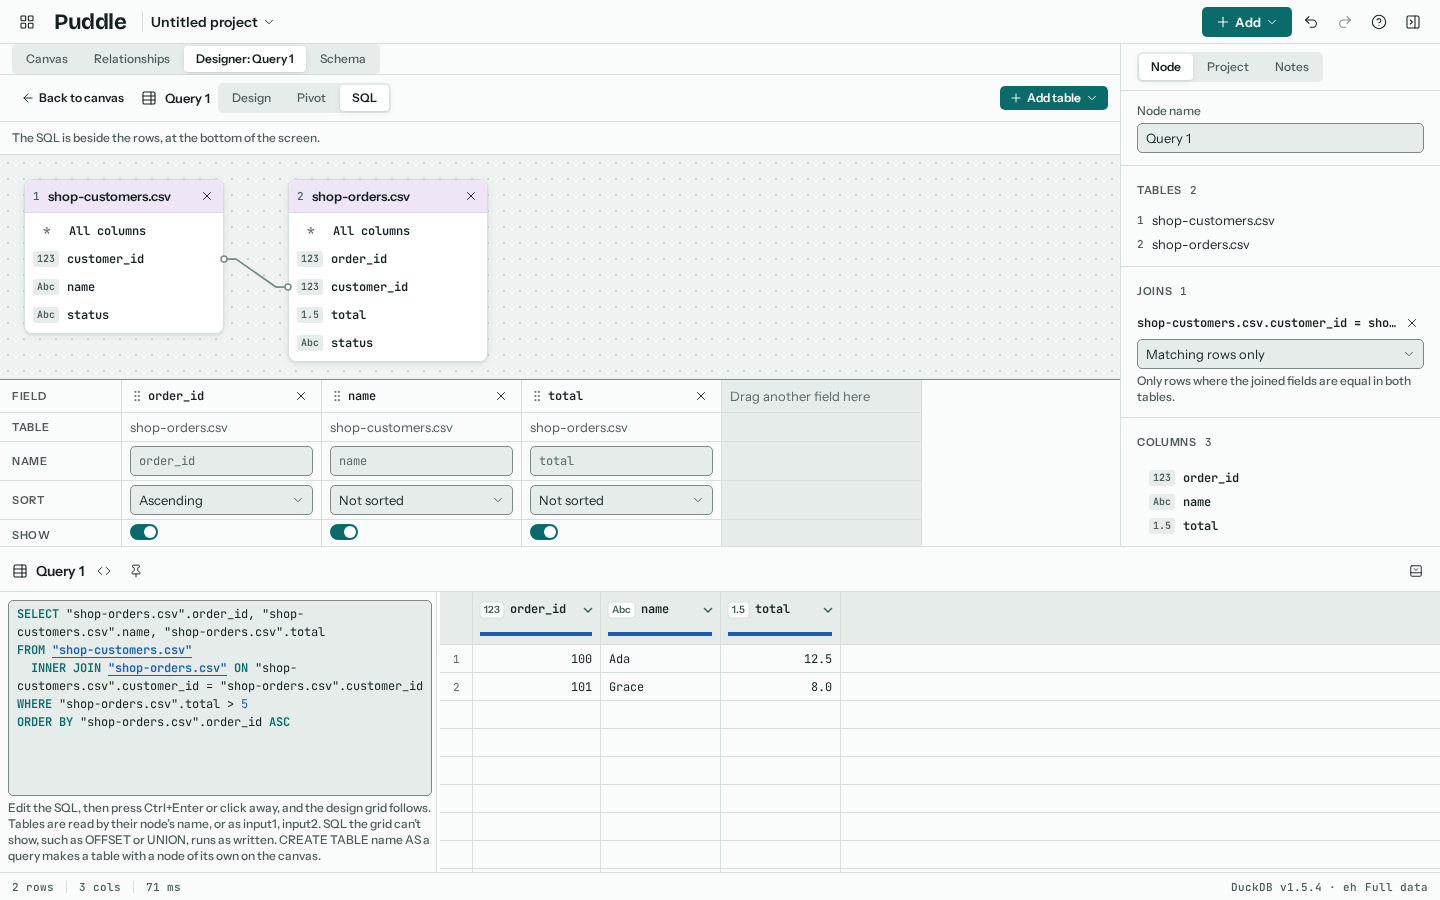 Puddle
Untitled project
Add
Canvas
Relationships
Designer: Query 1
Schema
Node
Project
Notes
Back to canvas
Query 1
Design
Pivot
SQL
Add table
The SQL is beside the rows, at the bottom of the screen.
Node name
Query 1
1 shop-customers.csv
* All columns
123 customer_id
Abc name
Abc status
2 shop-orders.csv
* All columns
123 order_id
123 customer_id
1.5 total
Abc status
TABLES 2
1 shop-customers.csv
2 shop-orders.csv
JOINS 1
shop-customers.csv.customer_id = sho…
Matching rows only
Only rows where the joined fields are equal in both
tables.
COLUMNS 3
123 order_id
Abc name
1.5 total
FIELD order_id name total Drag another field here
TABLE shop-orders.csv shop-customers.csv shop-orders.csv
NAME order_id name total
SORT Ascending Not sorted Not sorted
SHOW
Query 1
SELECT "shop-orders.csv".order_id, "shop-
customers.csv".name, "shop-orders.csv".total
FROM "shop-customers.csv"
INNER JOIN "shop-orders.csv" ON "shop-
customers.csv".customer_id = "shop-orders.csv".customer_id
WHERE "shop-orders.csv".total > 5
ORDER BY "shop-orders.csv".order_id ASC
Edit the SQL, then press Ctrl+Enter or click away, and the design grid follows.
Tables are read by their node's name, or as input1, input2. SQL the grid can't
show, such as OFFSET or UNION, runs as written. CREATE TABLE name AS a
query makes a table with a node of its own on the canvas.
123 order_id Abc name 1.5 total
1 100 Ada 12.5
2 101 Grace 8.0
2 rows 3 cols 71 ms
DuckDB v1.5.4 · eh Full data